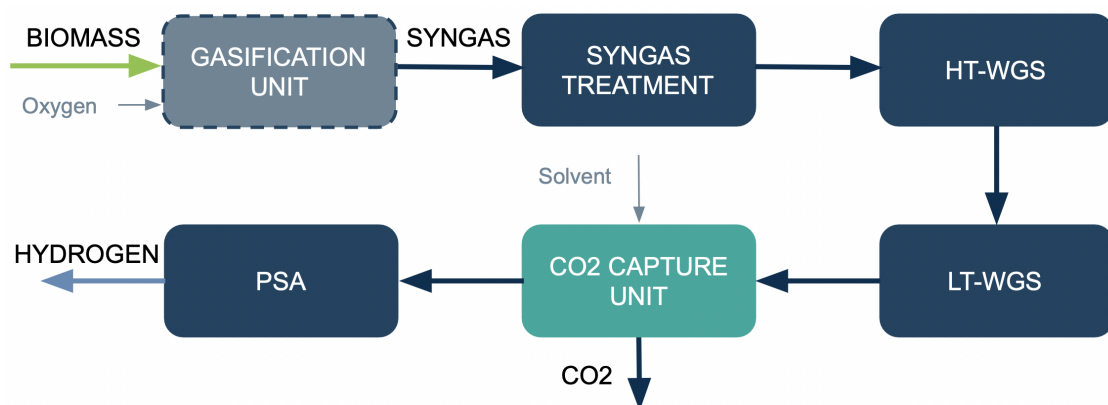 BIOMASS
Oxygen
GASIFICATION
UNIT
SYNGAS
SYNGAS
TREATMENT
HT-WGS
LT-WGS
Solvent
CO2 CAPTURE
UNIT
CO2
PSA
HYDROGEN